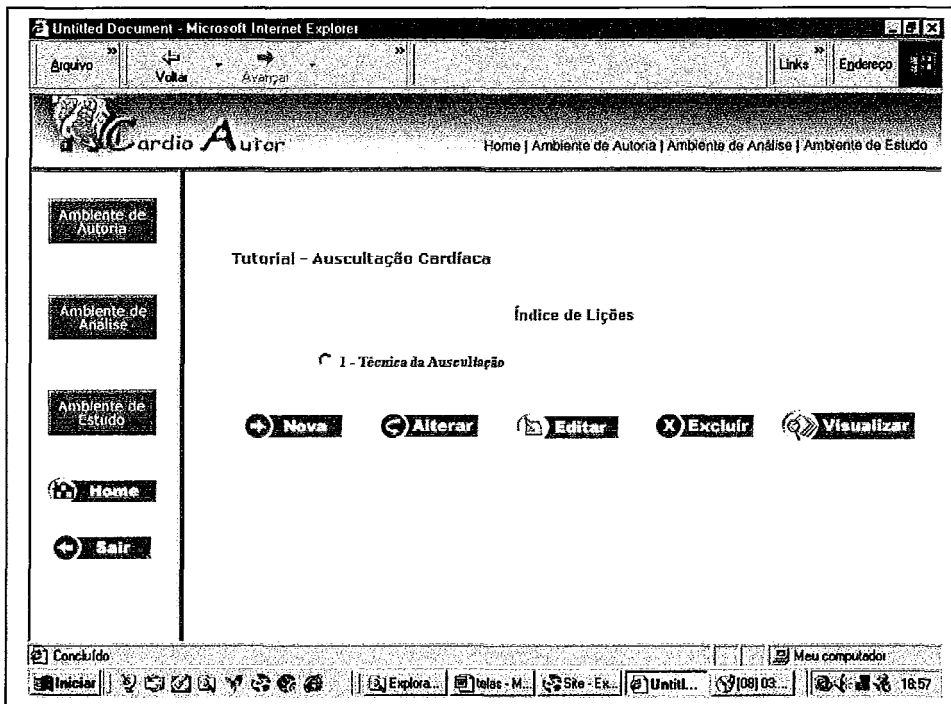 Untitled Document - Microsoft Internet Explorer
Arquivo » Voltar Avançar » Links » Endereço
Cardio Autor
Home | Ambiente de Autoria | Ambiente de Análise | Ambiente de Estudo
Ambiente de
Autoria
Tutorial - Auscultação Cardíaca
Ambiente de
Análise
Índice de Lições
1 - Técnica da Auscultação
Ambiente de
Estudo
Nova Alterar Editar Excluir Visualizar
Home
Sair
Concluído Meu computador
Iniciar Explora... telas - M... Site - Ex... Untitl... [08] 03... 18:57